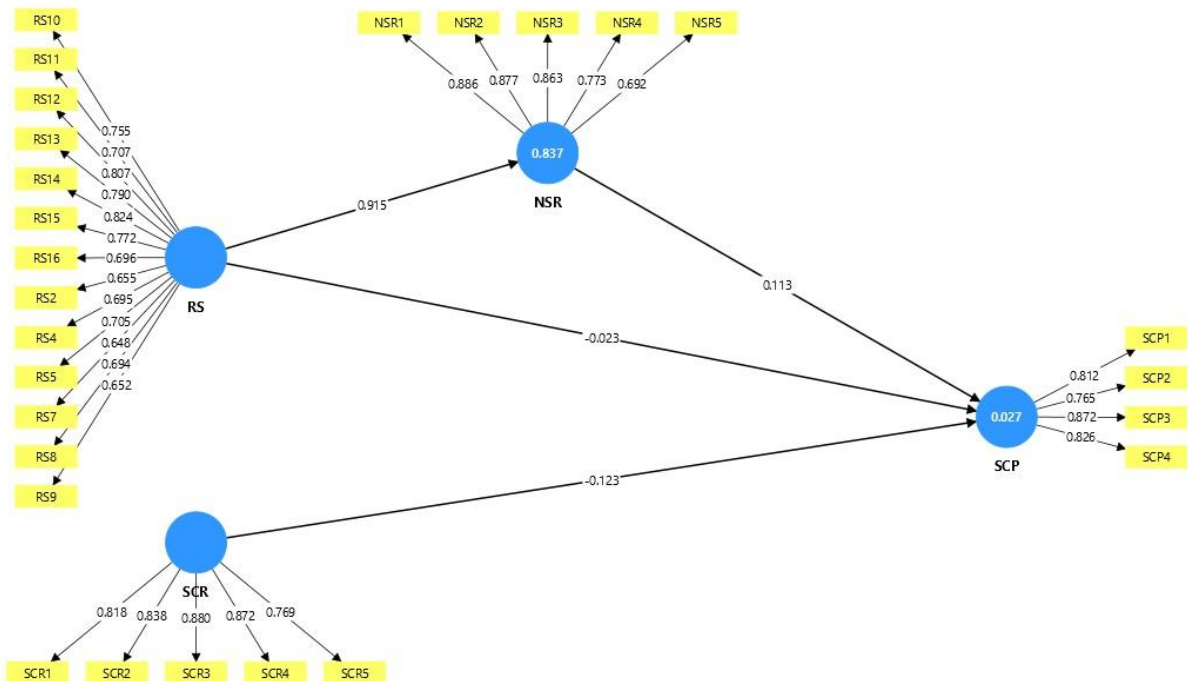 RS10
RS11
RS12
RS13
RS14
RS15
RS16
RS2
RS4
RS5
RS7
RS8
RS9
0.755
0.707
0.807
0.790
0.824
0.772
0.696
0.655
0.695
0.705
0.648
0.694
0.652
RS
NSR1 NSR2 NSR3 NSR4 NSR5
0.886 0.877 0.863 0.773 0.692
0.837
NSR
0.915
0.113
-0.023
-0.123
0.027
SCP
0.812
0.765
0.872
0.826
SCP1
SCP2
SCP3
SCP4
SCR
0.818 0.838 0.880 0.872 0.769
SCR1 SCR2 SCR3 SCR4 SCR5